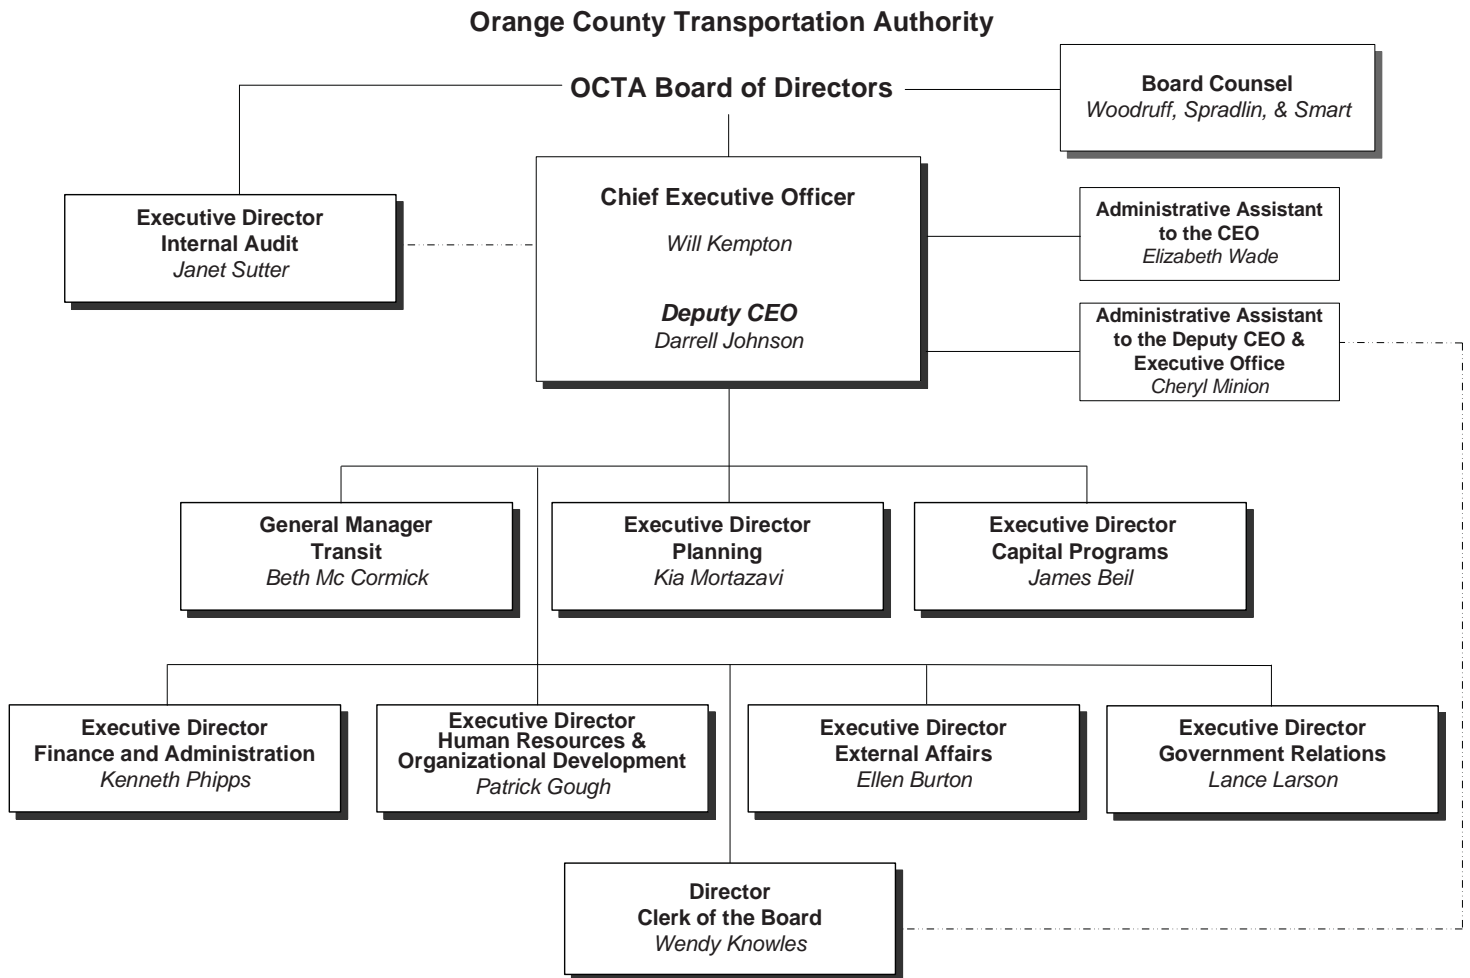 Orange County Transportation Authority
OCTA Board of Directors
Board Counsel
Woodruff, Spradlin, & Smart
Chief Executive Officer
Will Kempton
Deputy CEO
Darrell Johnson
Executive Director
Internal Audit
Janet Sutter
Administrative Assistant
to the CEO
Elizabeth Wade
Administrative Assistant
to the Deputy CEO &
Executive Office
Cheryl Minion
General Manager
Transit
Beth Mc Cormick
Executive Director
Planning
Kia Mortazavi
Executive Director
Capital Programs
James Beil
Executive Director
Finance and Administration
Kenneth Phipps
Executive Director
Human Resources &
Organizational Development
Patrick Gough
Executive Director
External Affairs
Ellen Burton
Executive Director
Government Relations
Lance Larson
Director
Clerk of the Board
Wendy Knowles